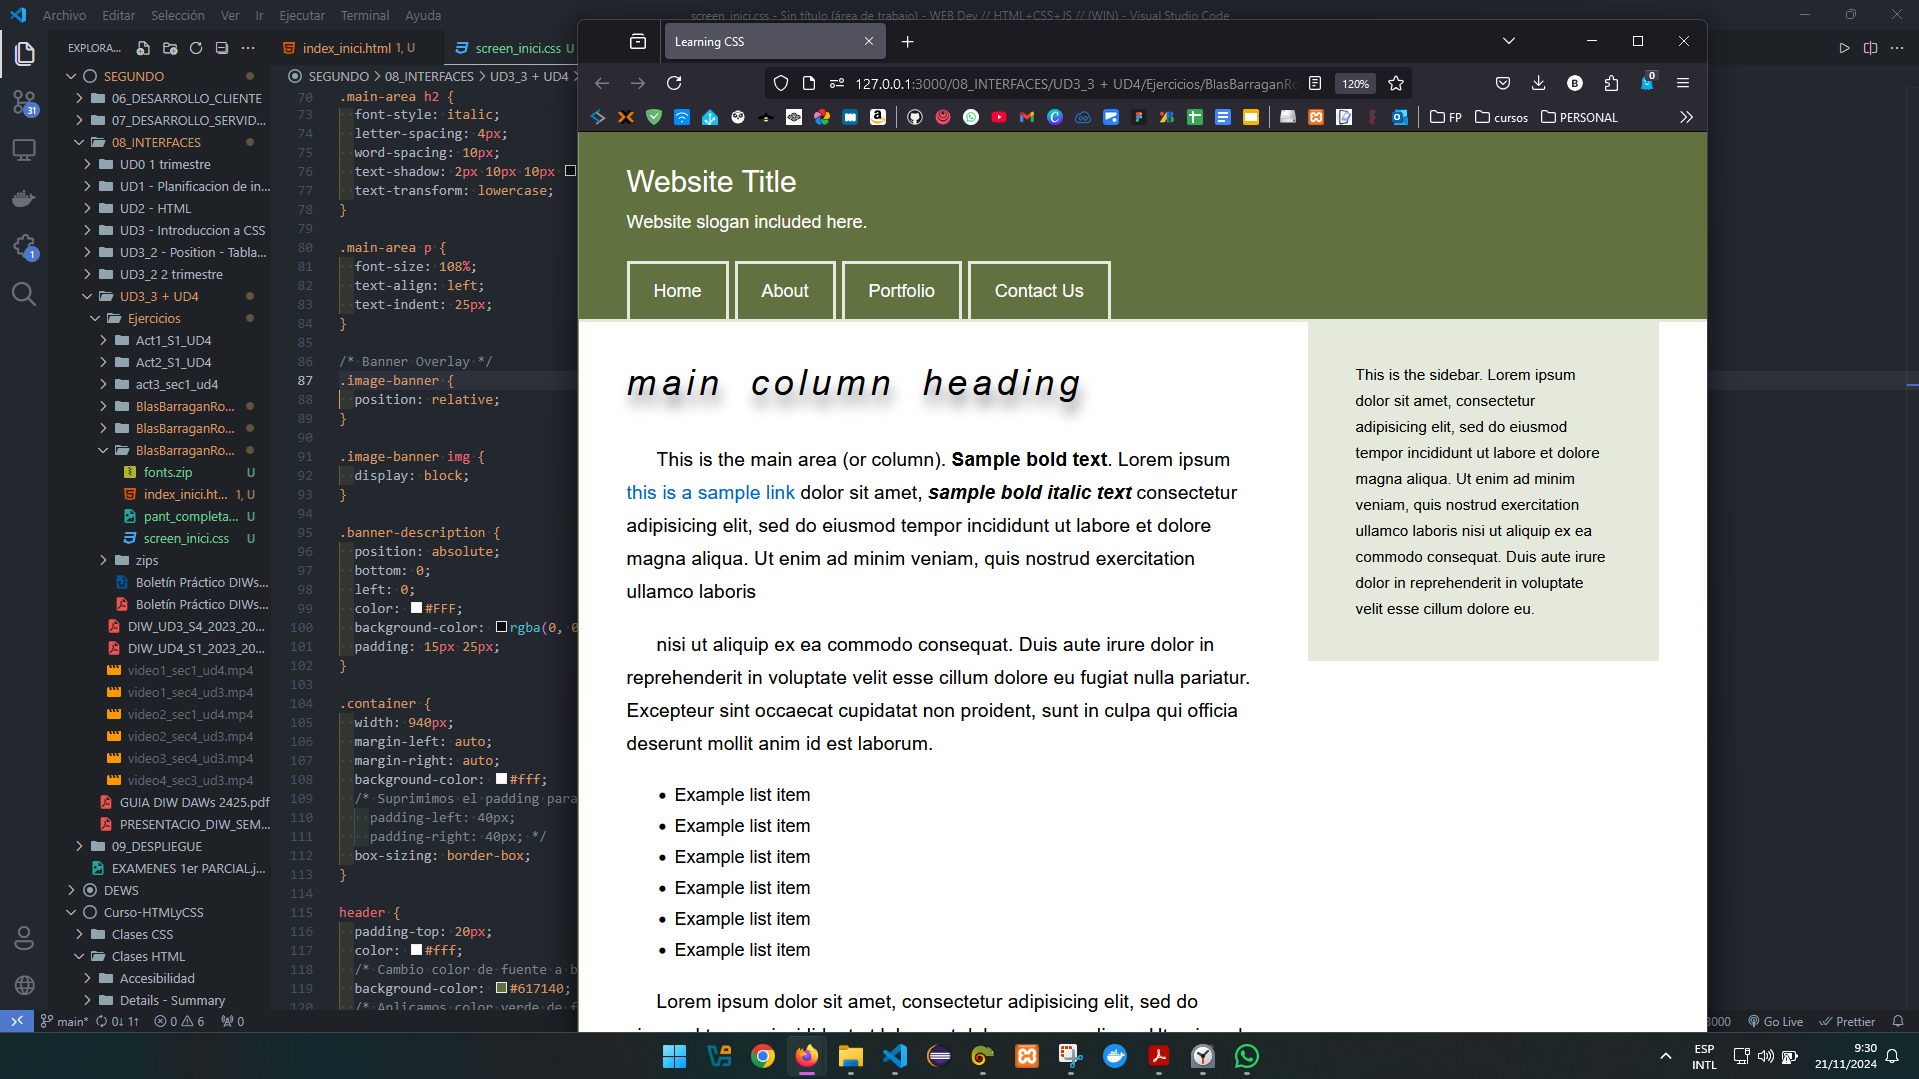 Archivo Editar Selección Ver Ir Ejecutar Terminal Ayuda
screen_inici.css - Sin título (área de trabajo) - WEB Dev // HTML+CSS+JS // (WIN) - Visual Studio Code
EXPLORA...
SEGUNDO
06_DESARROLLO_CLIENTE
07_DESARROLLO_SERVID...
08_INTERFACES
UD0 1 trimestre
UD1 - Planificacion de in...
UD2 - HTML
UD3 - Introduccion a CSS
UD3_2 - Position - Tabla...
UD3_2 2 trimestre
UD3_3 + UD4
Ejercicios
Act1_S1_UD4
Act2_S1_UD4
act3_sec1_ud4
BlasBarraganRo...
BlasBarraganRo...
BlasBarraganRo...
fonts.zip U
index_inici.ht... 1, U
pant_completa... U
screen_inici.css U
zips
Boletín Práctico DIWs...
Boletín Práctico DIWs...
DIW_UD3_S4_2023_20...
DIW_UD4_S1_2023_20...
video1_sec1_ud4.mp4
video1_sec4_ud3.mp4
video2_sec1_ud4.mp4
video2_sec4_ud3.mp4
video3_sec4_ud3.mp4
video4_sec3_ud3.mp4
GUIA DIW DAWs 2425.pdf
PRESENTACIO_DIW_SEM...
09_DESPLIEGUE
EXAMENES 1er PARCIAL.j...
DEWS
Curso-HTMLyCSS
Clases CSS
Clases HTML
Accesibilidad
Details - Summary
31
1
index_inici.html 1, U
screen_inici.css U
SEGUNDO > 08_INTERFACES > UD3_3 + UD4 >
70 .main-area h2 {
73 font-style: italic;
74 letter-spacing: 4px;
75 word-spacing: 10px;
76 text-shadow: 2px 10px 10px
77 text-transform: lowercase;
78 }
79
80 .main-area p {
81 font-size: 108%;
82 text-align: left;
83 text-indent: 25px;
84 }
85
86 /* Banner Overlay */
87 .image-banner {
88 position: relative;
89 }
90
91 .image-banner img {
92 display: block;
93 }
94
95 .banner-description {
96 position: absolute;
97 bottom: 0;
98 left: 0;
99 color: #FFF;
100 background-color: rgba(0, 0
101 padding: 15px 25px;
102 }
103
104 .container {
105 width: 940px;
106 margin-left: auto;
107 margin-right: auto;
108 background-color: #fff;
109 /* Suprimimos el padding para
110 padding-left: 40px;
111 padding-right: 40px; */
112 box-sizing: border-box;
113 }
114
115 header {
116 padding-top: 20px;
117 color: #fff;
118 /* Cambio color de fuente a b
119 background-color: #617140;
120 /* Aplicamos color verde de f
Learning CSS
127.0.0.1:3000/08_INTERFACES/UD3_3 + UD4/Ejercicios/BlasBarraganRo
120%
B
0
FP cursos PERSONAL
Website Title
Website slogan included here.
Home About Portfolio Contact Us
main column heading
This is the main area (or column). Sample bold text. Lorem ipsum
this is a sample link dolor sit amet, sample bold italic text consectetur
adipisicing elit, sed do eiusmod tempor incididunt ut labore et dolore
magna aliqua. Ut enim ad minim veniam, quis nostrud exercitation
ullamco laboris
nisi ut aliquip ex ea commodo consequat. Duis aute irure dolor in
reprehenderit in voluptate velit esse cillum dolore eu fugiat nulla pariatur.
Excepteur sint occaecat cupidatat non proident, sunt in culpa qui officia
deserunt mollit anim id est laborum.
• Example list item
• Example list item
• Example list item
• Example list item
• Example list item
• Example list item
Lorem ipsum dolor sit amet, consectetur adipisicing elit, sed do
This is the sidebar. Lorem ipsum
dolor sit amet, consectetur
adipisicing elit, sed do eiusmod
tempor incididunt ut labore et dolore
magna aliqua. Ut enim ad minim
veniam, quis nostrud exercitation
ullamco laboris nisi ut aliquip ex ea
commodo consequat. Duis aute irure
dolor in reprehenderit in voluptate
velit esse cillum dolore eu.
main* 0↓ 1↑ 0 6 0
3000 Go Live Prettier
ESP
INTL
9:30
21/11/2024